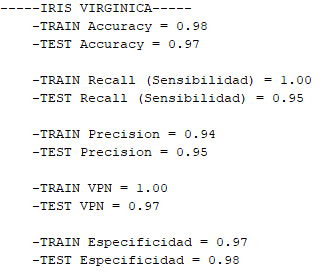 -----IRIS VIRGINICA-----
-TRAIN Accuracy = 0.98
-TEST Accuracy = 0.97
-TRAIN Recall (Sensibilidad) = 1.00
-TEST Recall (Sensibilidad) = 0.95
-TRAIN Precision = 0.94
-TEST Precision = 0.95
-TRAIN VPN = 1.00
-TEST VPN = 0.97
-TRAIN Especificidad = 0.97
-TEST Especificidad = 0.98